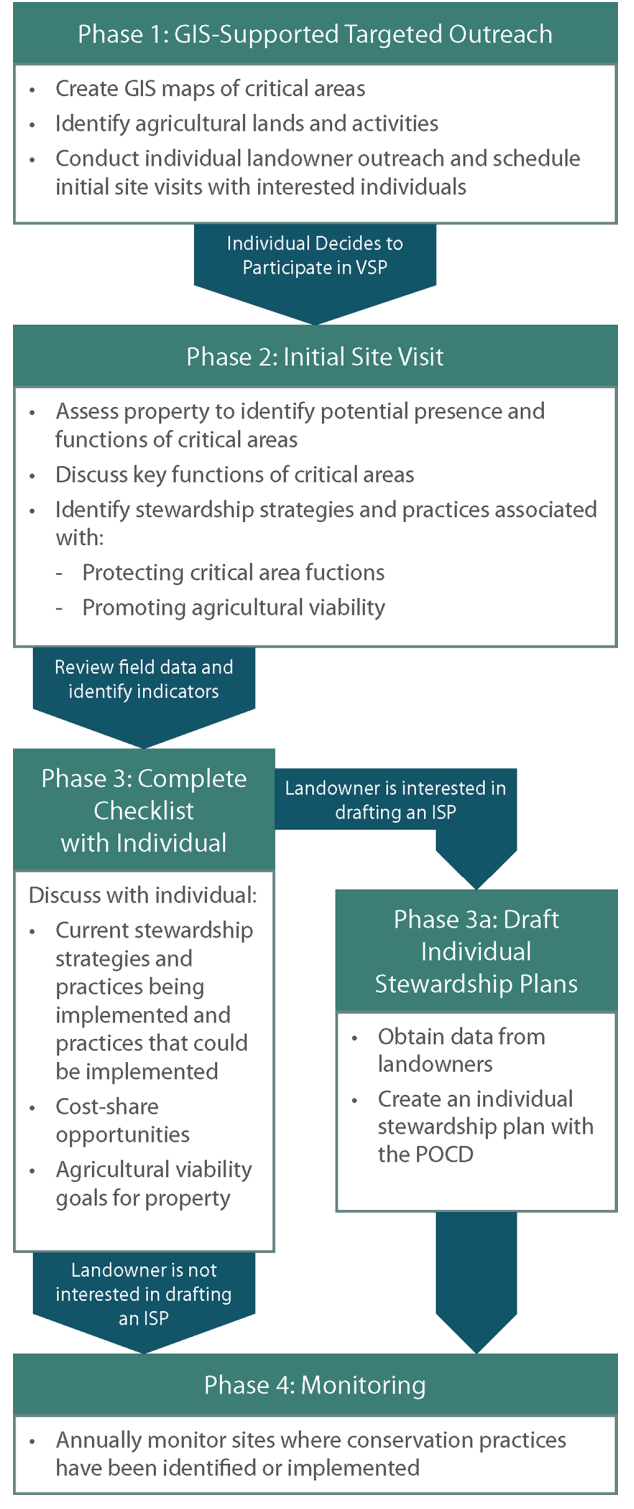 Phase 1: GIS-Supported Targeted Outreach
• Create GIS maps of critical areas
• Identify agricultural lands and activities
• Conduct individual landowner outreach and schedule
initial site visits with interested individuals
Individual Decides to
Participate in VSP
Phase 2: Initial Site Visit
• Assess property to identify potential presence and
functions of critical areas
• Discuss key functions of critical areas
• Identify stewardship strategies and practices associated
with:
- Protecting critical area fuctions
- Promoting agricultural viability
Review field data and
identify indicators
Phase 3: Complete
Checklist
with Individual
Discuss with individual:
• Current stewardship
strategies and
practices being
implemented and
practices that could
be implemented
• Cost-share
opportunities
• Agricultural viability
goals for property
Landowner is interested in
drafting an ISP
Phase 3a: Draft
Individual
Stewardship Plans
• Obtain data from
landowners
• Create an individual
stewardship plan with
the POCD
Landowner is not
interested in drafting
an ISP
Phase 4: Monitoring
• Annually monitor sites where conservation practices
have been identified or implemented